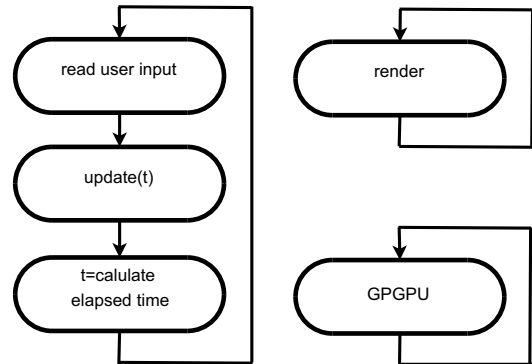 read user input
update(t)
t=calulate
elapsed time
render
GPGPU